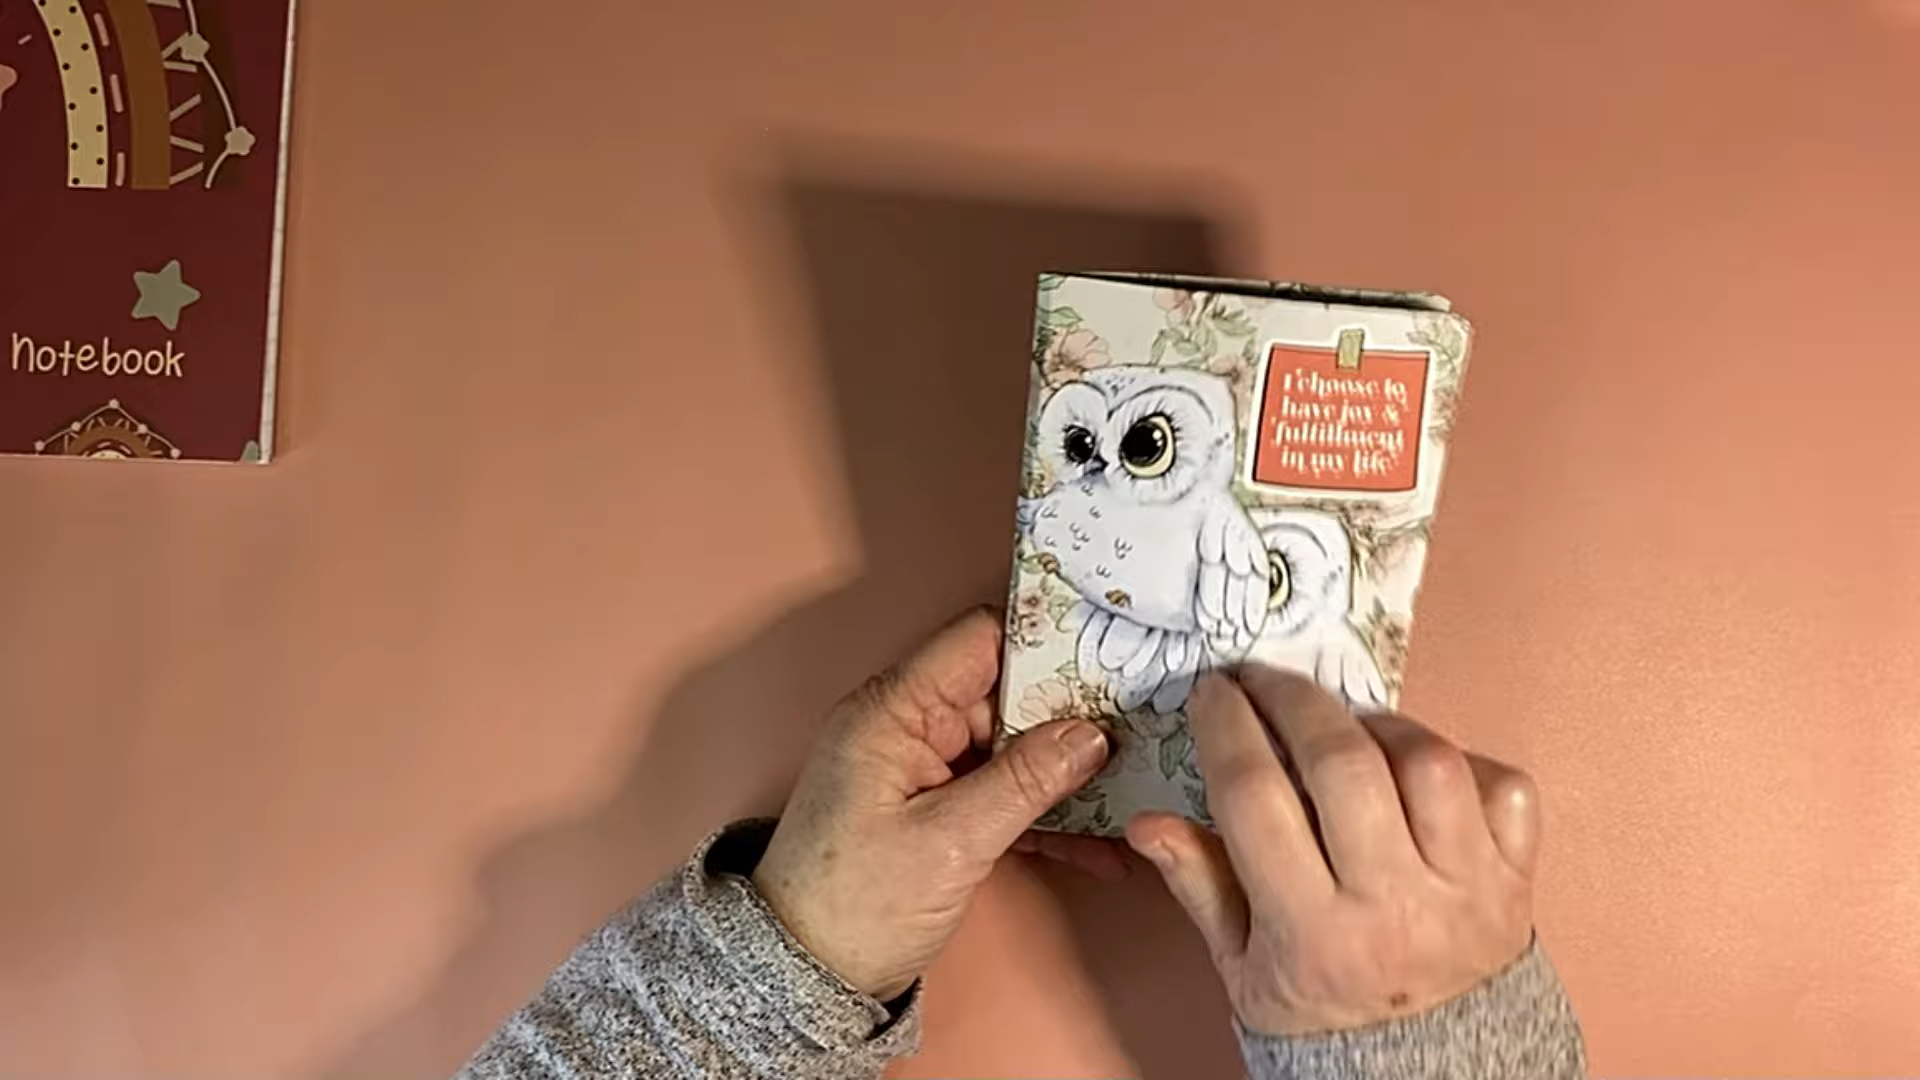 notebook
I choose to
have joy &
fulfillment
in my life.